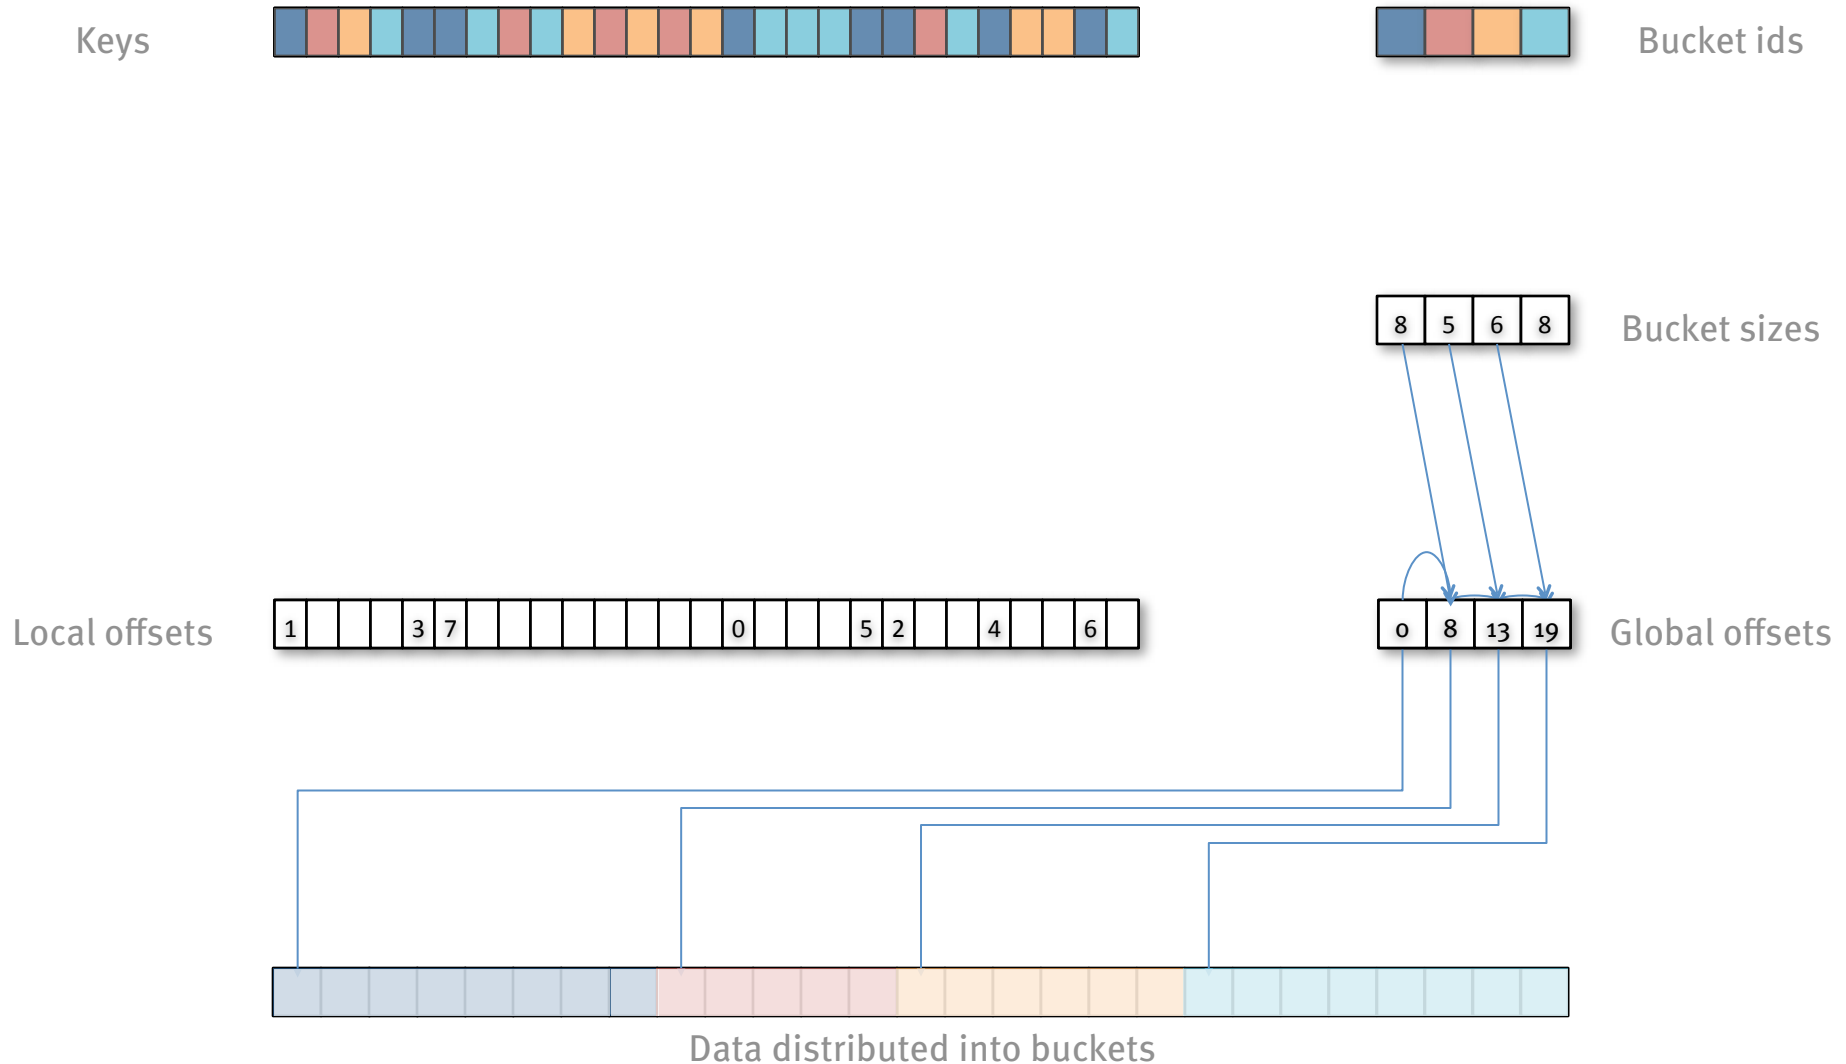 Keys
Bucket ids
8 5 6 8
Bucket sizes
Local offsets
1 3 7 0 5 2 4 6
0 8 13 19
Global offsets
Data distributed into buckets